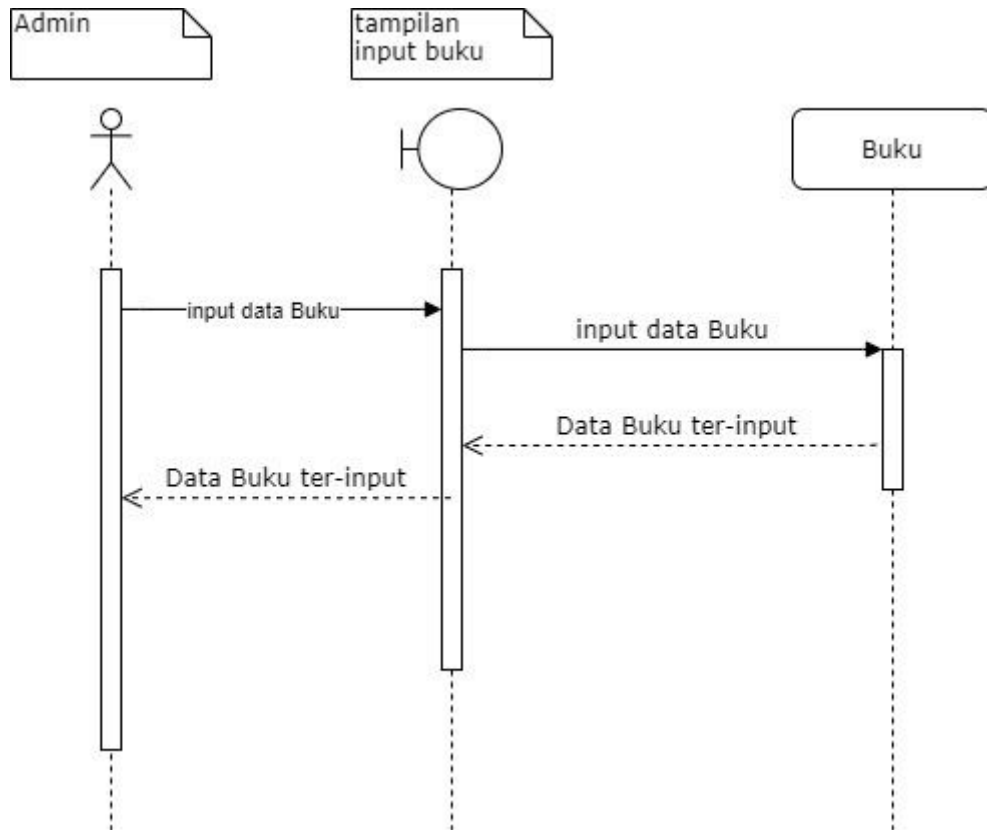 Admin
tampilan
input buku
Buku
input data Buku
input data Buku
Data Buku ter-input
Data Buku ter-input